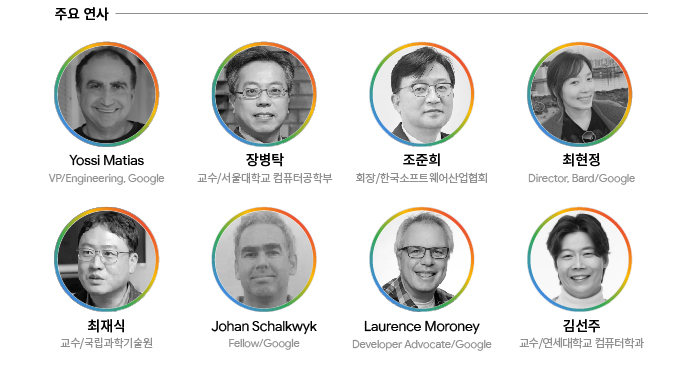 주요 연사
Yossi Matias
VP/Engineering, Google
장병탁
교수/서울대학교 컴퓨터공학부
조준희
회장/한국소프트웨어산업협회
최현정
Director, Bard/Google
최재식
교수/국립과학기술원
Johan Schalkwyk
Fellow/Google
Laurence Moroney
Developer Advocate/Google
김선주
교수/연세대학교 컴퓨터학과